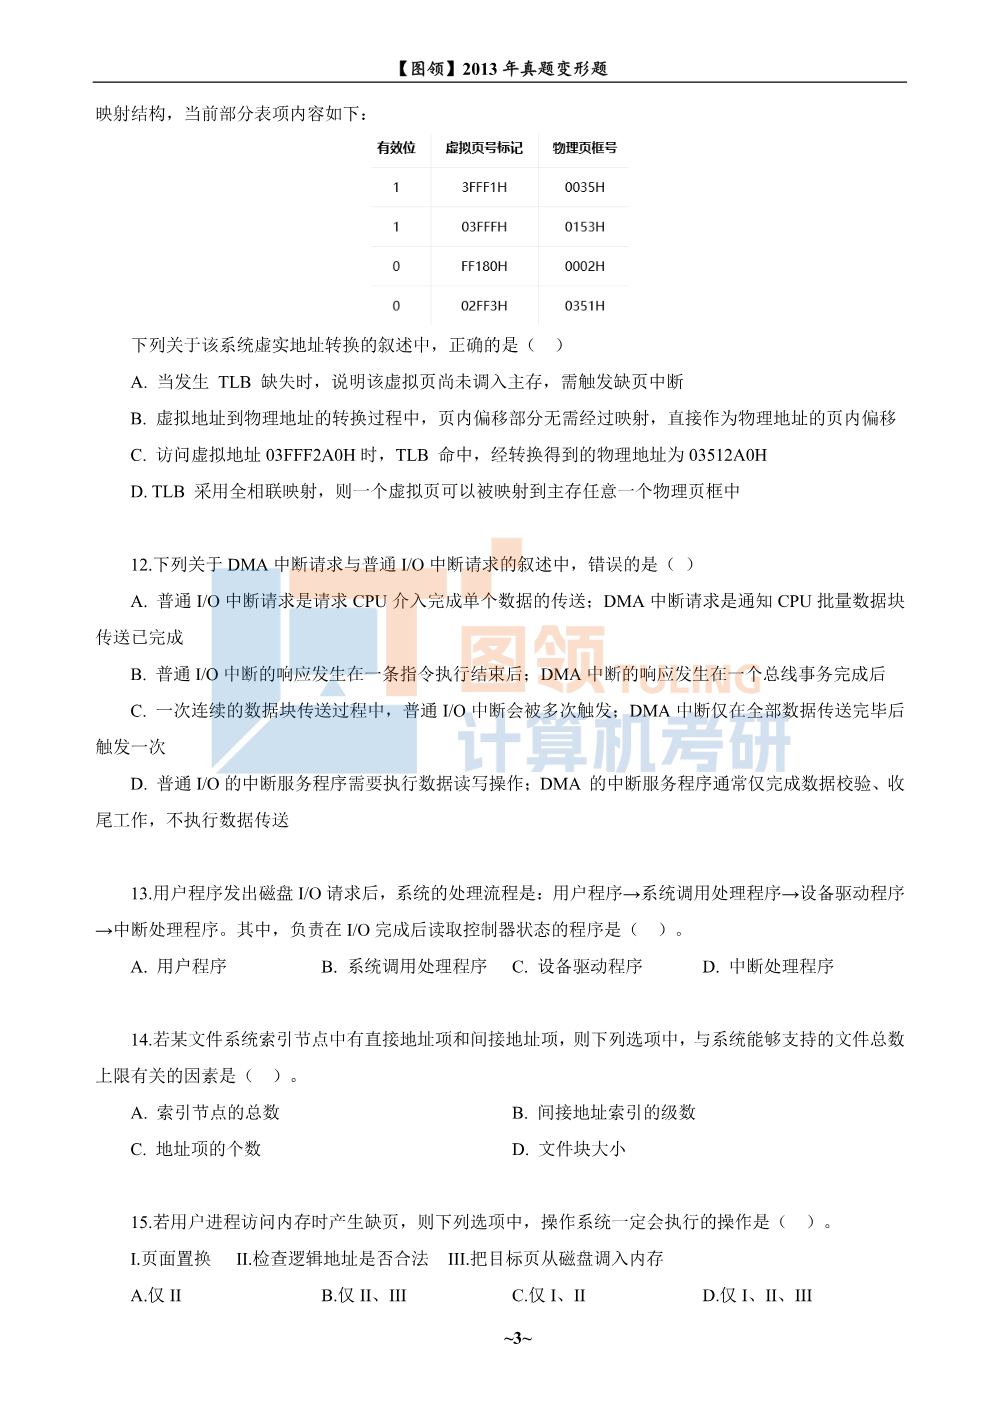 【图领】2013 年真题变形题
映射结构，当前部分表项内容如下：
有效位 虚拟页号标记 物理页框号
1 3FFF1H 0035H
1 03FFFH 0153H
0 FF180H 0002H
0 02FF3H 0351H
下列关于该系统虚实地址转换的叙述中，正确的是（ ）
A. 当发生 TLB 缺失时，说明该虚拟页尚未调入主存，需触发缺页中断
B. 虚拟地址到物理地址的转换过程中，页内偏移部分无需经过映射，直接作为物理地址的页内偏移
C. 访问虚拟地址 03FFF2A0H 时，TLB 命中，经转换得到的物理地址为 03512A0H
D. TLB 采用全相联映射，则一个虚拟页可以被映射到主存任意一个物理页框中
12.下列关于 DMA 中断请求与普通 I/O 中断请求的叙述中，错误的是（ ）
A. 普通 I/O 中断请求是请求 CPU 介入完成单个数据的传送；DMA 中断请求是通知 CPU 批量数据块
传送已完成
B. 普通 I/O 中断的响应发生在一条指令执行结束后；DMA 中断的响应发生在一个总线事务完成后
C. 一次连续的数据块传送过程中，普通 I/O 中断会被多次触发；DMA 中断仅在全部数据传送完毕后
触发一次
D. 普通 I/O 的中断服务程序需要执行数据读写操作；DMA 的中断服务程序通常仅完成数据校验、收
尾工作，不执行数据传送
图领 TULING
计算机考研
13.用户程序发出磁盘 I/O 请求后，系统的处理流程是：用户程序→系统调用处理程序→设备驱动程序
→中断处理程序。其中，负责在 I/O 完成后读取控制器状态的程序是（ ）。
A. 用户程序 B. 系统调用处理程序 C. 设备驱动程序 D. 中断处理程序
14.若某文件系统索引节点中有直接地址项和间接地址项，则下列选项中，与系统能够支持的文件总数
上限有关的因素是（ ）。
A. 索引节点的总数 B. 间接地址索引的级数
C. 地址项的个数 D. 文件块大小
15.若用户进程访问内存时产生缺页，则下列选项中，操作系统一定会执行的操作是（ ）。
I.页面置换 II.检查逻辑地址是否合法 III.把目标页从磁盘调入内存
A.仅 II B.仅 II、III C.仅 I、II D.仅 I、II、III
~3~